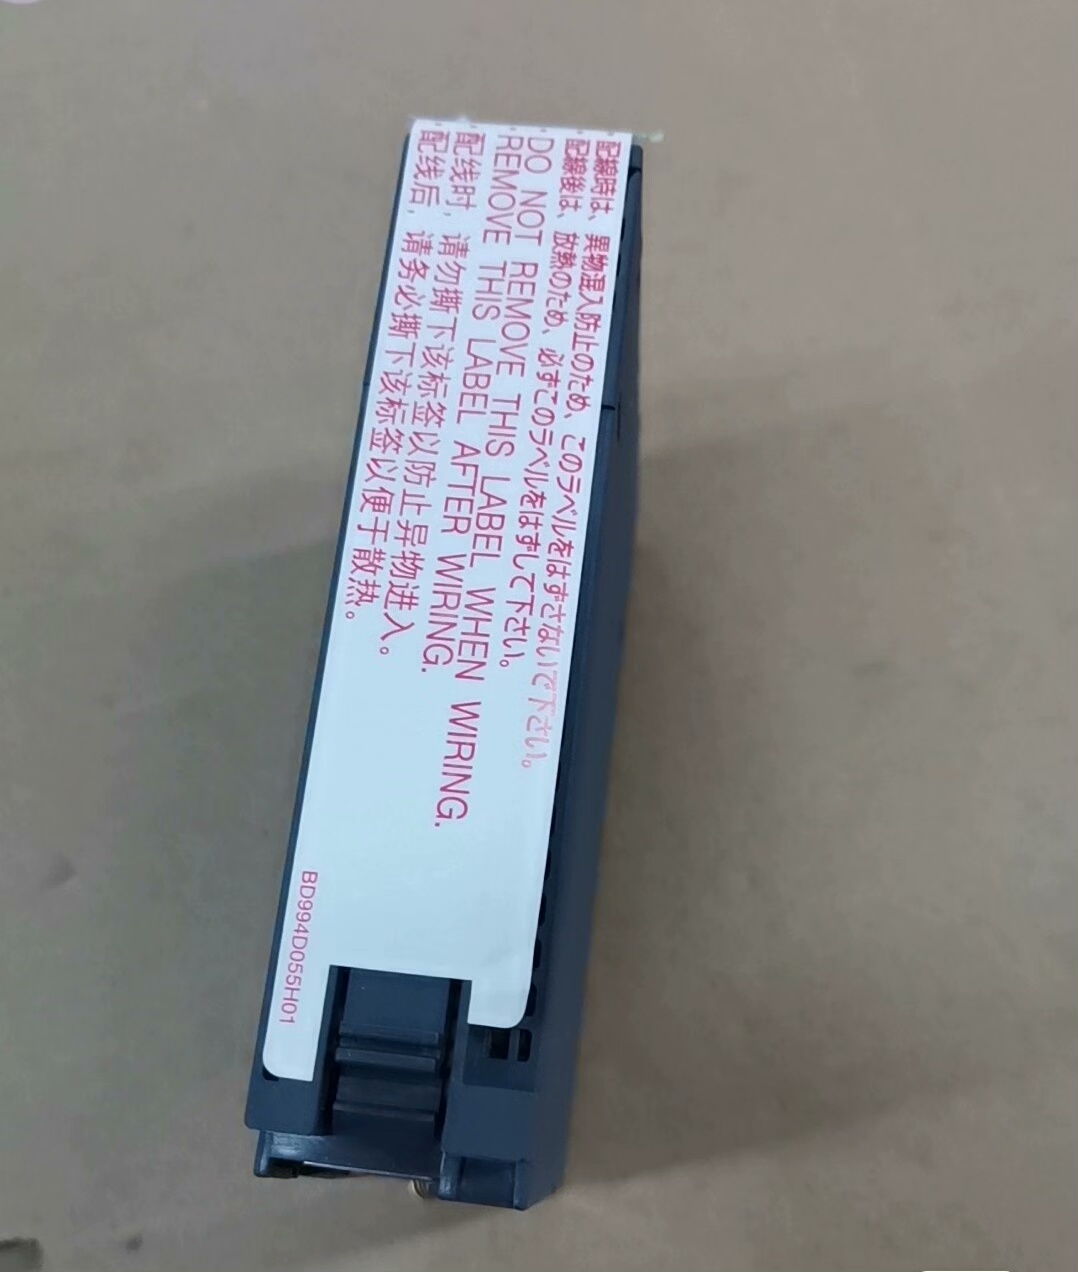 ・配線時は、異物混入防止のため、このラベルをはずさないで下さい。
・配線後は、放熱のため、必ずこのラベルをはずして下さい。
・DO NOT REMOVE THIS LABEL WHEN WIRING.
・REMOVE THIS LABEL AFTER WIRING.
・配线时，请勿撕下该标签以防止异物进入。
・配线后，请务必撕下该标签以便于散热。
BD994D055H01